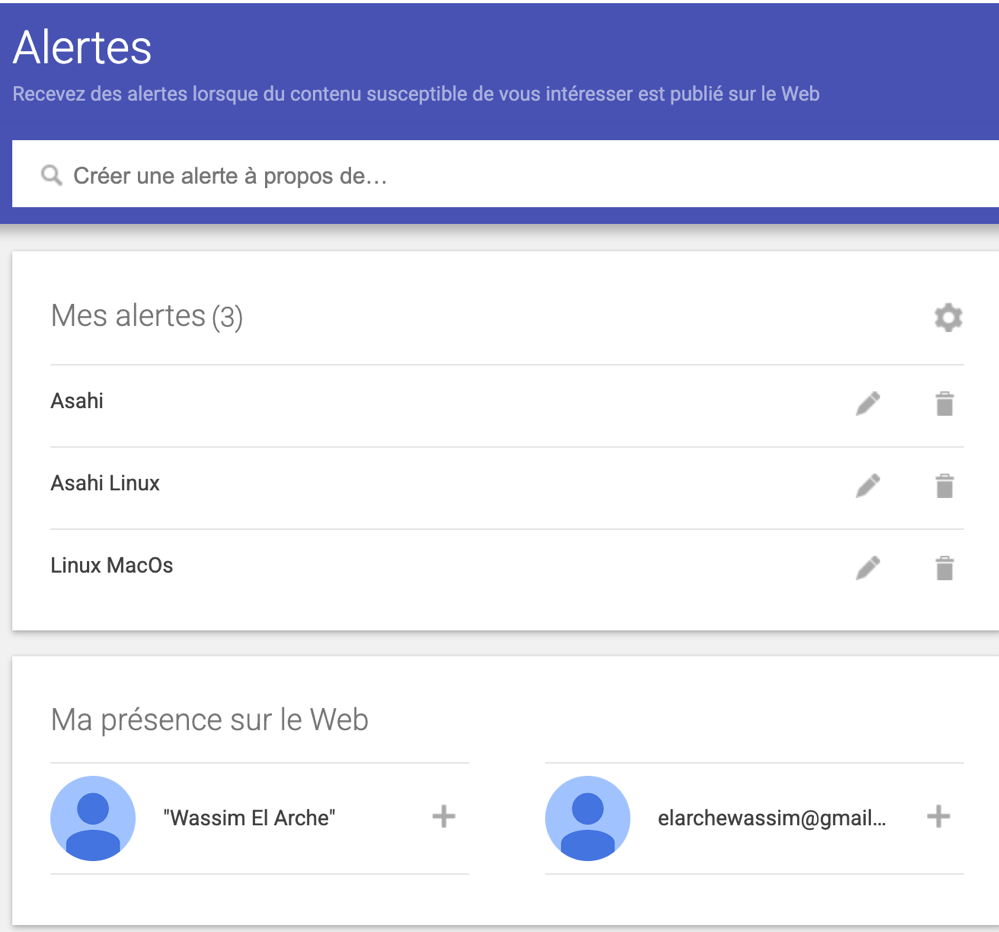 Alertes
Recevez des alertes lorsque du contenu susceptible de vous intéresser est publié sur le Web
Créer une alerte à propos de…
Mes alertes (3)
Asahi
Asahi Linux
Linux MacOs
Ma présence sur le Web
"Wassim El Arche"
elarchewassim@gmail...